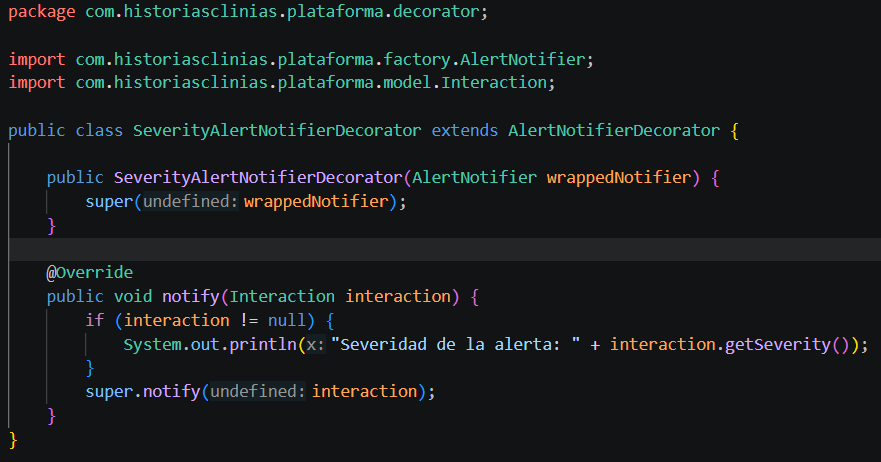 package com.historiasclinias.plataforma.decorator;
import com.historiasclinias.plataforma.factory.AlertNotifier;
import com.historiasclinias.plataforma.model.Interaction;
public class SeverityAlertNotifierDecorator extends AlertNotifierDecorator {
public SeverityAlertNotifierDecorator(AlertNotifier wrappedNotifier) {
super(undefined: wrappedNotifier);
}
@Override
public void notify(Interaction interaction) {
if (interaction != null) {
System.out.println(x: "Severidad de la alerta: " + interaction.getSeverity());
}
super.notify(undefined: interaction);
}
}